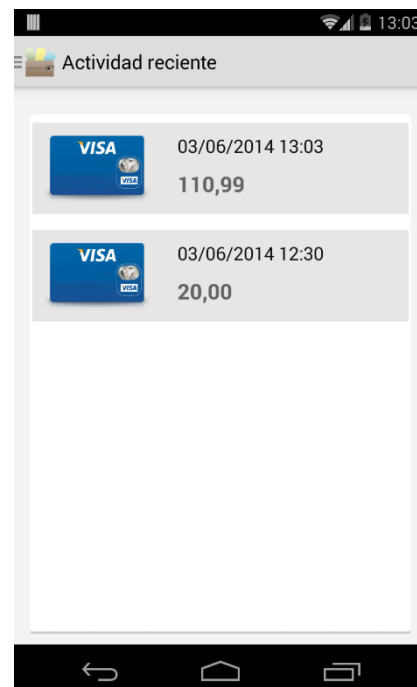 13:03
Actividad reciente
VISA
VISA
03/06/2014 13:03
110,99
VISA
VISA
03/06/2014 12:30
20,00